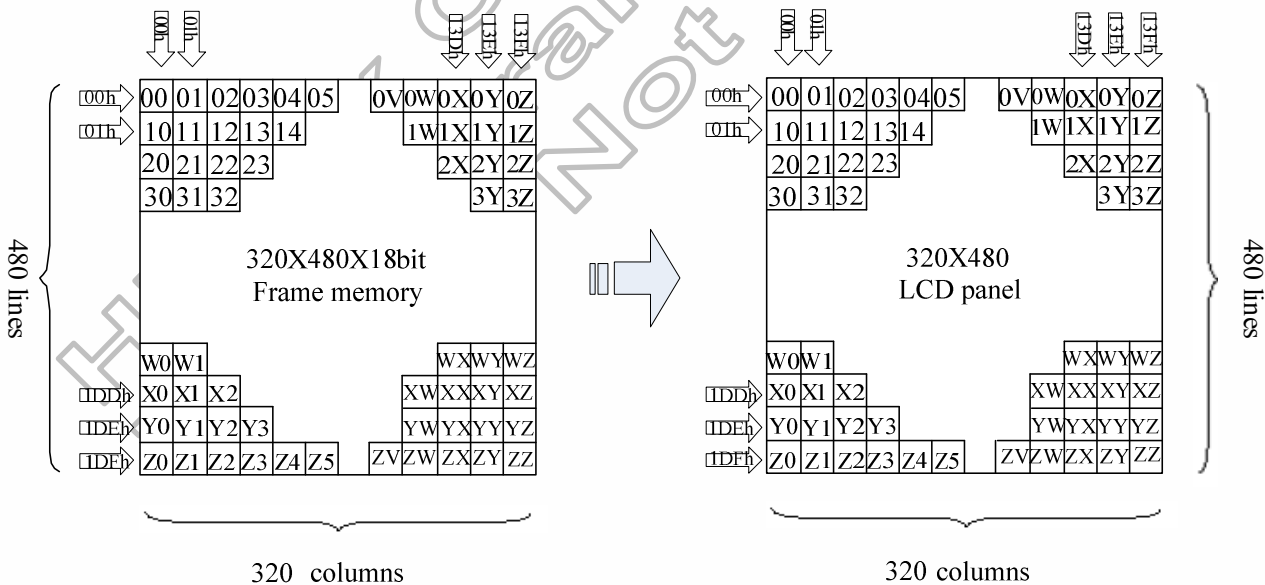 00h 01h 13Dh 13Eh 13Fh 00h 01h 13Dh 13Eh 13Fh
00h 00 01 02 03 04 05 0V 0W 0X 0Y 0Z 00h 00 01 02 03 04 05 0V 0W 0X 0Y 0Z
01h 10 11 12 13 14 1W 1X 1Y 1Z 01h 10 11 12 13 14 1W 1X 1Y 1Z
20 21 22 23 2X 2Y 2Z 20 21 22 23 2X 2Y 2Z
30 31 32 3Y 3Z 30 31 32 3Y 3Z
480 lines 320X480X18bit 320X480 480 lines
Frame memory LCD panel
W0 W1 WX WY WZ W0 W1 WX WY WZ
1DDh X0 X1 X2 XW XX XY XZ 1DDh X0 X1 X2 XW XX XY XZ
1DEh Y0 Y1 Y2 Y3 YW YX YY YZ 1DEh Y0 Y1 Y2 Y3 YW YX YY YZ
1DFh Z0 Z1 Z2 Z3 Z4 Z5 ZV ZW ZX ZY ZZ 1DFh Z0 Z1 Z2 Z3 Z4 Z5 ZV ZW ZX ZY ZZ
320 columns 320 columns
Not